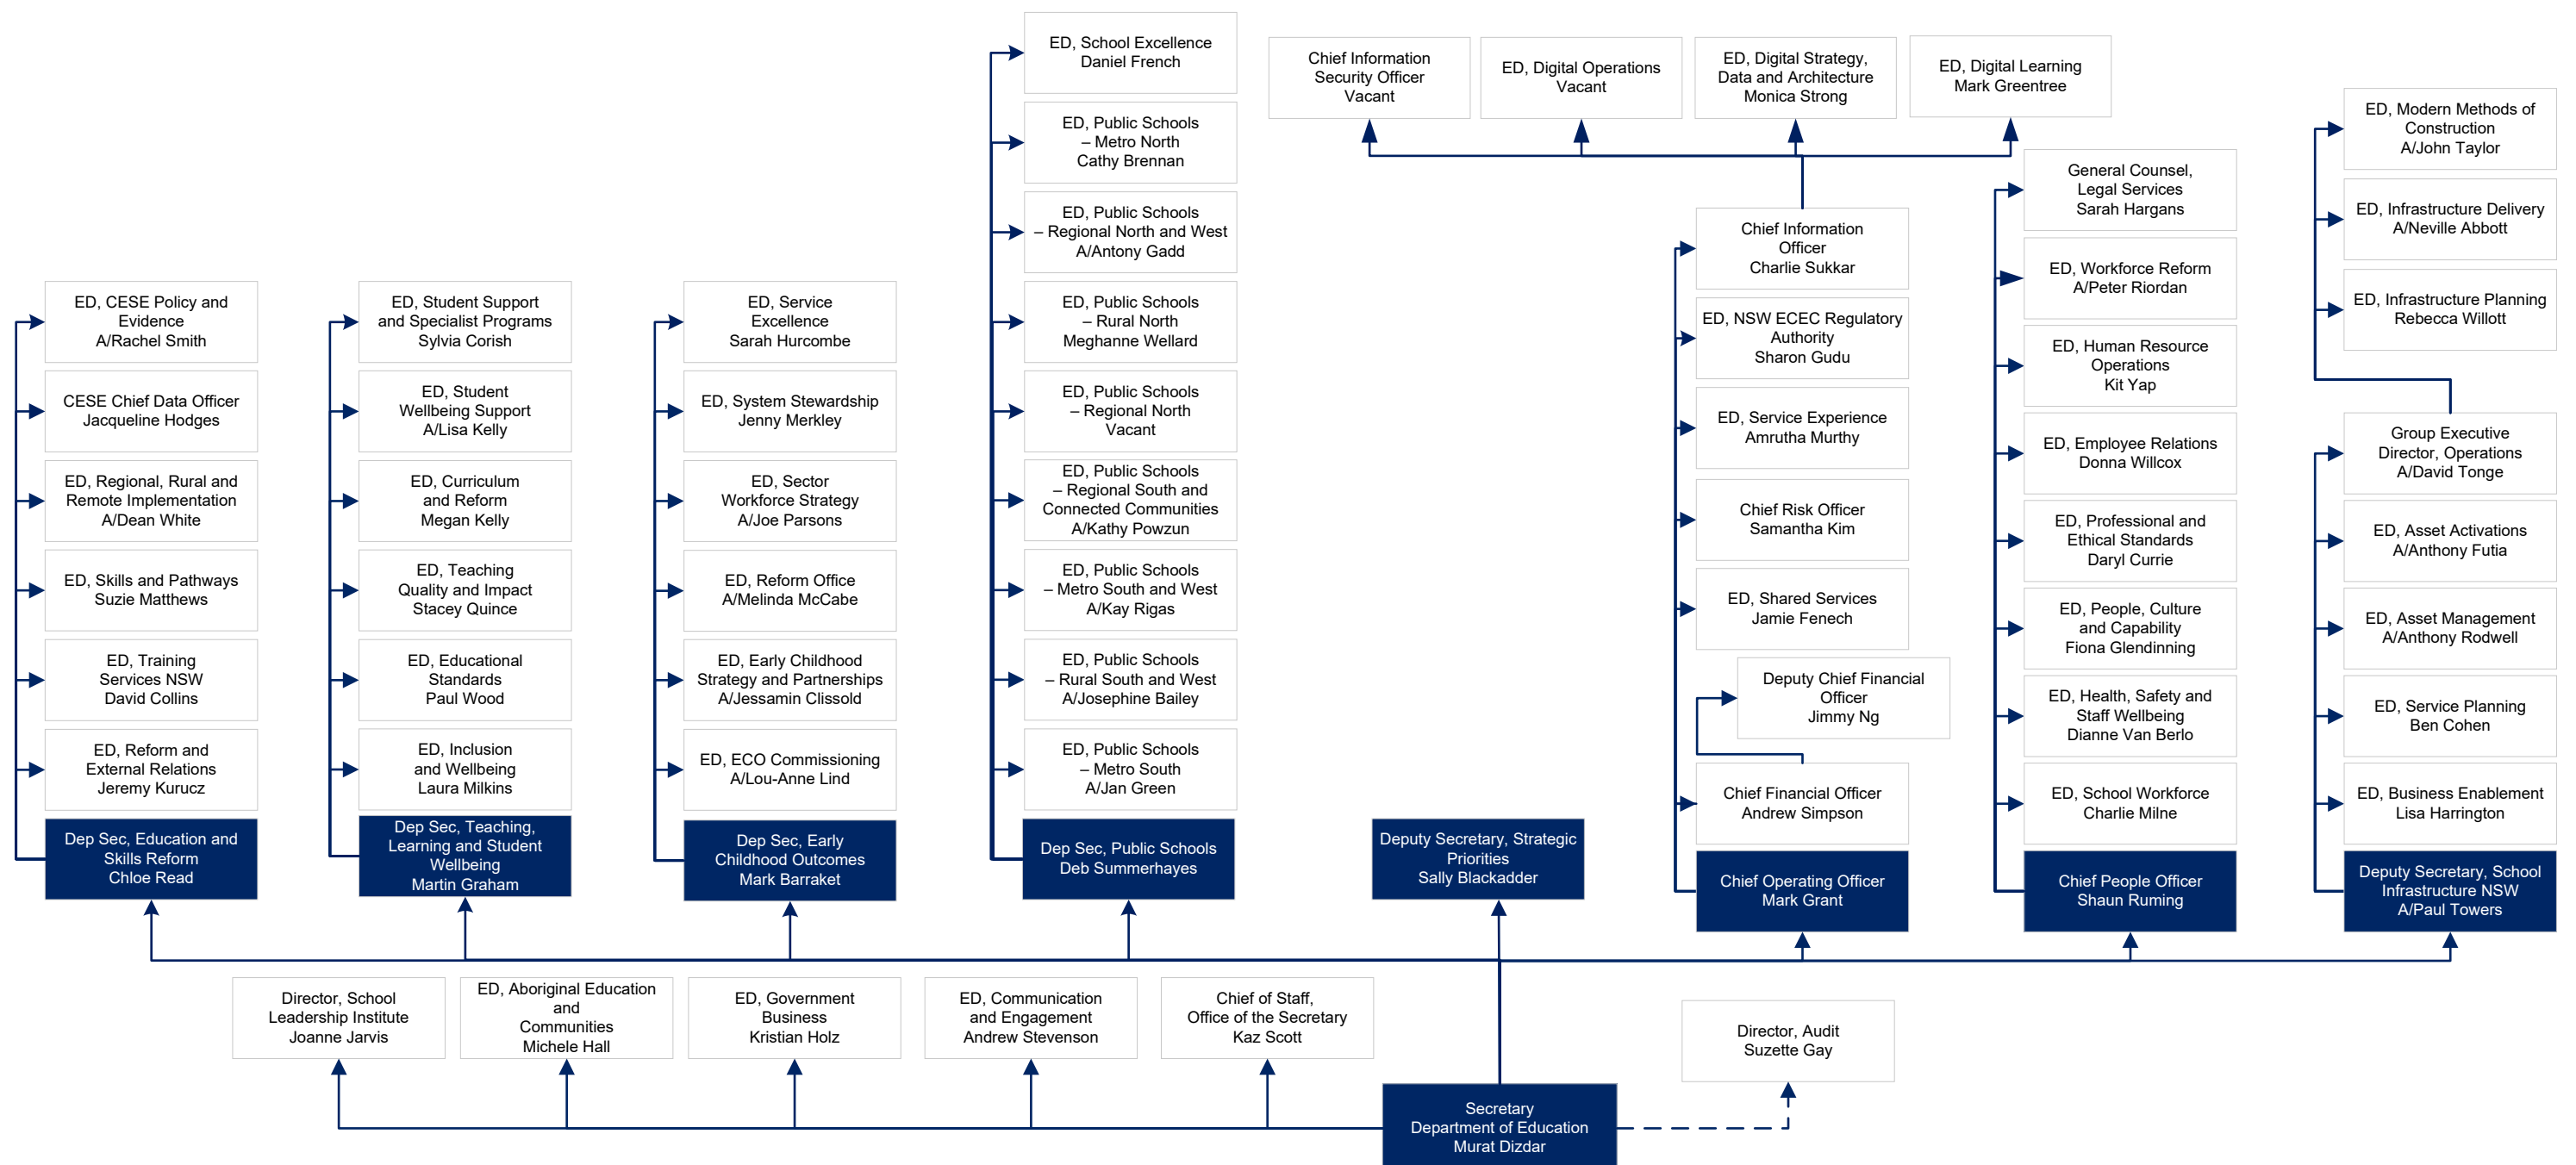 ED, School Excellence
Daniel French
ED, Public Schools
– Metro North
Cathy Brennan
ED, Public Schools
– Regional North and West
A/Antony Gadd
ED, Public Schools
– Rural North
Meghanne Wellard
ED, Public Schools
– Regional North
Vacant
ED, Public Schools
– Regional South and
Connected Communities
A/Kathy Powzun
ED, Public Schools
– Metro South and West
A/Kay Rigas
ED, Public Schools
– Rural South and West
A/Josephine Bailey
ED, Public Schools
– Metro South
A/Jan Green
Dep Sec, Public Schools
Deb Summerhayes
Chief Information
Security Officer
Vacant
ED, Digital Operations
Vacant
ED, Digital Strategy,
Data and Architecture
Monica Strong
ED, Digital Learning
Mark Greentree
ED, CESE Policy and
Evidence
A/Rachel Smith
CESE Chief Data Officer
Jacqueline Hodges
ED, Regional, Rural and
Remote Implementation
A/Dean White
ED, Skills and Pathways
Suzie Matthews
ED, Training
Services NSW
David Collins
ED, Reform and
External Relations
Jeremy Kurucz
Dep Sec, Education and
Skills Reform
Chloe Read
ED, Student Support
and Specialist Programs
Sylvia Corish
ED, Student
Wellbeing Support
A/Lisa Kelly
ED, Curriculum
and Reform
Megan Kelly
ED, Teaching
Quality and Impact
Stacey Quince
ED, Educational
Standards
Paul Wood
ED, Inclusion
and Wellbeing
Laura Milkins
Dep Sec, Teaching,
Learning and Student
Wellbeing
Martin Graham
ED, Service
Excellence
Sarah Hurcombe
ED, System Stewardship
Jenny Merkley
ED, Sector
Workforce Strategy
A/Joe Parsons
ED, Reform Office
A/Melinda McCabe
ED, Early Childhood
Strategy and Partnerships
A/Jessamin Clissold
ED, ECO Commissioning
A/Lou-Anne Lind
Dep Sec, Early
Childhood Outcomes
Mark Barraket
Deputy Secretary, Strategic
Priorities
Sally Blackadder
Chief Information
Officer
Charlie Sukkar
ED, NSW ECEC Regulatory
Authority
Sharon Gudu
ED, Service Experience
Amrutha Murthy
Chief Risk Officer
Samantha Kim
ED, Shared Services
Jamie Fenech
Deputy Chief Financial
Officer
Jimmy Ng
Chief Financial Officer
Andrew Simpson
Chief Operating Officer
Mark Grant
General Counsel,
Legal Services
Sarah Hargans
ED, Workforce Reform
A/Peter Riordan
ED, Human Resource
Operations
Kit Yap
ED, Employee Relations
Donna Willcox
ED, Professional and
Ethical Standards
Daryl Currie
ED, People, Culture
and Capability
Fiona Glendinning
ED, Health, Safety and
Staff Wellbeing
Dianne Van Berlo
ED, School Workforce
Charlie Milne
Chief People Officer
Shaun Ruming
ED, Modern Methods of
Construction
A/John Taylor
ED, Infrastructure Delivery
A/Neville Abbott
ED, Infrastructure Planning
Rebecca Willott
Group Executive
Director, Operations
A/David Tonge
ED, Asset Activations
A/Anthony Futia
ED, Asset Management
A/Anthony Rodwell
ED, Service Planning
Ben Cohen
ED, Business Enablement
Lisa Harrington
Deputy Secretary, School
Infrastructure NSW
A/Paul Towers
Director, School
Leadership Institute
Joanne Jarvis
ED, Aboriginal Education
and
Communities
Michele Hall
ED, Government
Business
Kristian Holz
ED, Communication
and Engagement
Andrew Stevenson
Chief of Staff,
Office of the Secretary
Kaz Scott
Director, Audit
Suzette Gay
Secretary
Department of Education
Murat Dizdar